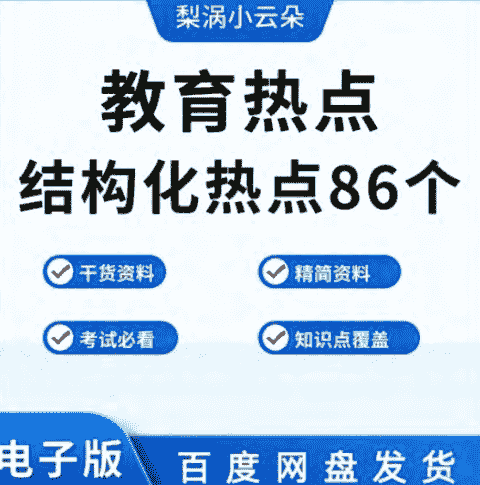 梨涡小云朵
教育热点
结构化热点86个
干货资料
精简资料
考试必看
知识点覆盖
电子版
百度网盘发货